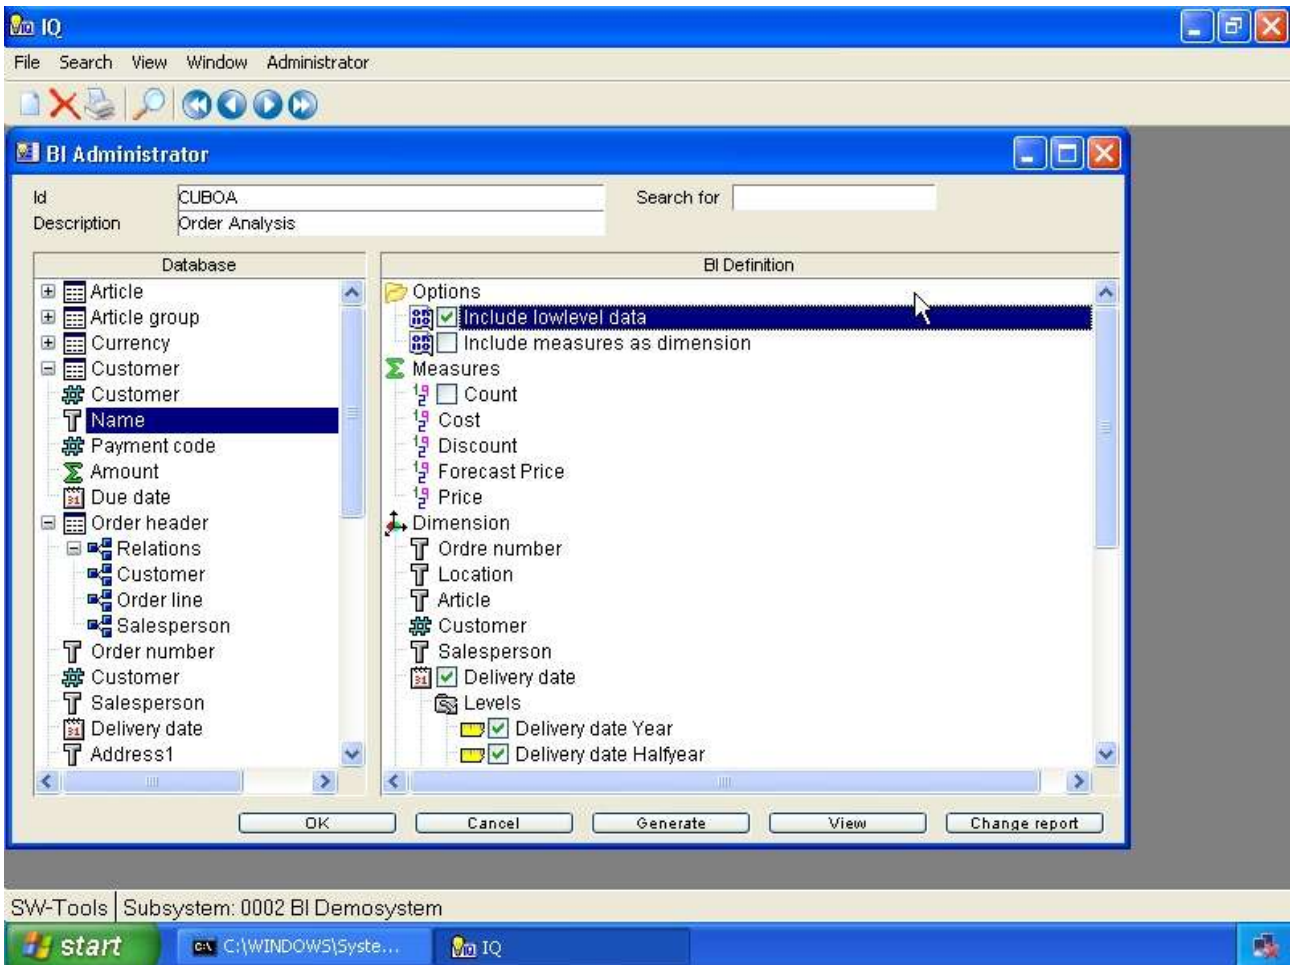 IQ
File Search View Window Administrator
BI Administrator
Id CUBOA Search for
Description Order Analysis
Database
Article
Article group
Currency
Customer
Customer
Name
Payment code
Amount
Due date
Order header
Relations
Customer
Order line
Salesperson
Order number
Customer
Salesperson
Delivery date
Address1
BI Definition
Options
Include lowlevel data
Include measures as dimension
Measures
Count
Cost
Discount
Forecast Price
Price
Dimension
Ordre number
Location
Article
Customer
Salesperson
Delivery date
Levels
Delivery date Year
Delivery date Halfyear
OK Cancel Generate View Change report
SW-Tools Subsystem: 0002 BI Demosystem
start C:\WINDOWS\Syste... IQ